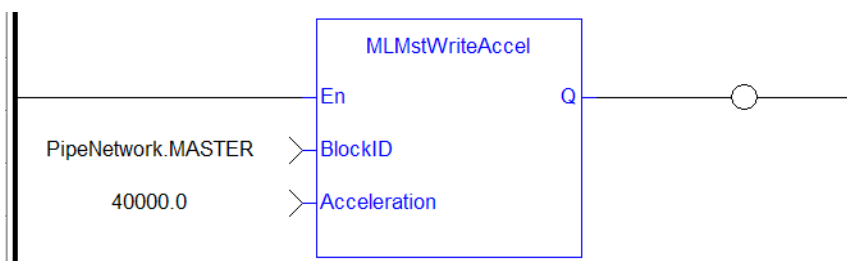 MLMstWriteAccel
En Q
PipeNetwork.MASTER BlockID
40000.0 Acceleration